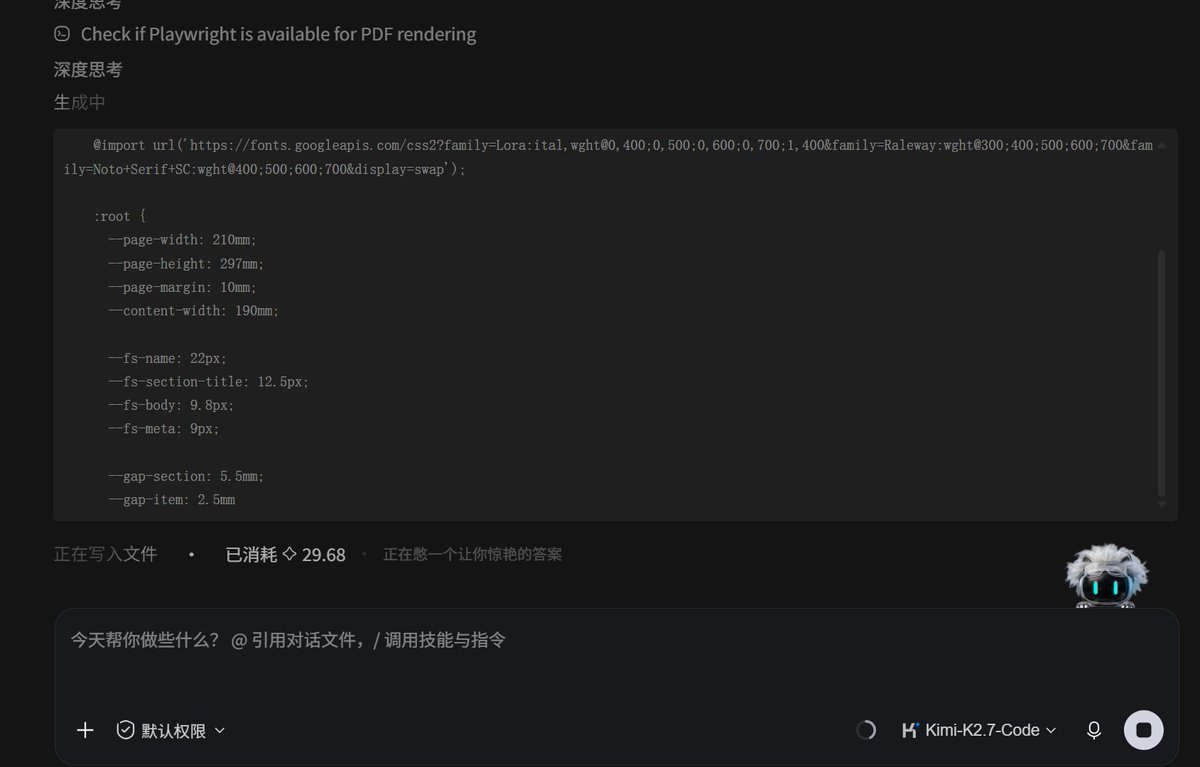 深度思考
Check if Playwright is available for PDF rendering
深度思考
生成中
@import url('https://fonts.googleapis.com/css2?family=Lora:ital,wght@0,400;0,500;0,600;0,700;1,400&family=Raleway:wght@300;400;500;600;700&fam
ily=Noto+Serif+SC:wght@400;500;600;700&display=swap');
:root {
--page-width: 210mm;
--page-height: 297mm;
--page-margin: 10mm;
--content-width: 190mm;
--fs-name: 22px;
--fs-section-title: 12.5px;
--fs-body: 9.8px;
--fs-meta: 9px;
--gap-section: 5.5mm;
--gap-item: 2.5mm
正在写入文件 • 已消耗 29.68 • 正在憋一个让你惊艳的答案
今天帮你做些什么？ @ 引用对话文件，/ 调用技能与指令
默认权限
Kimi-K2.7-Code